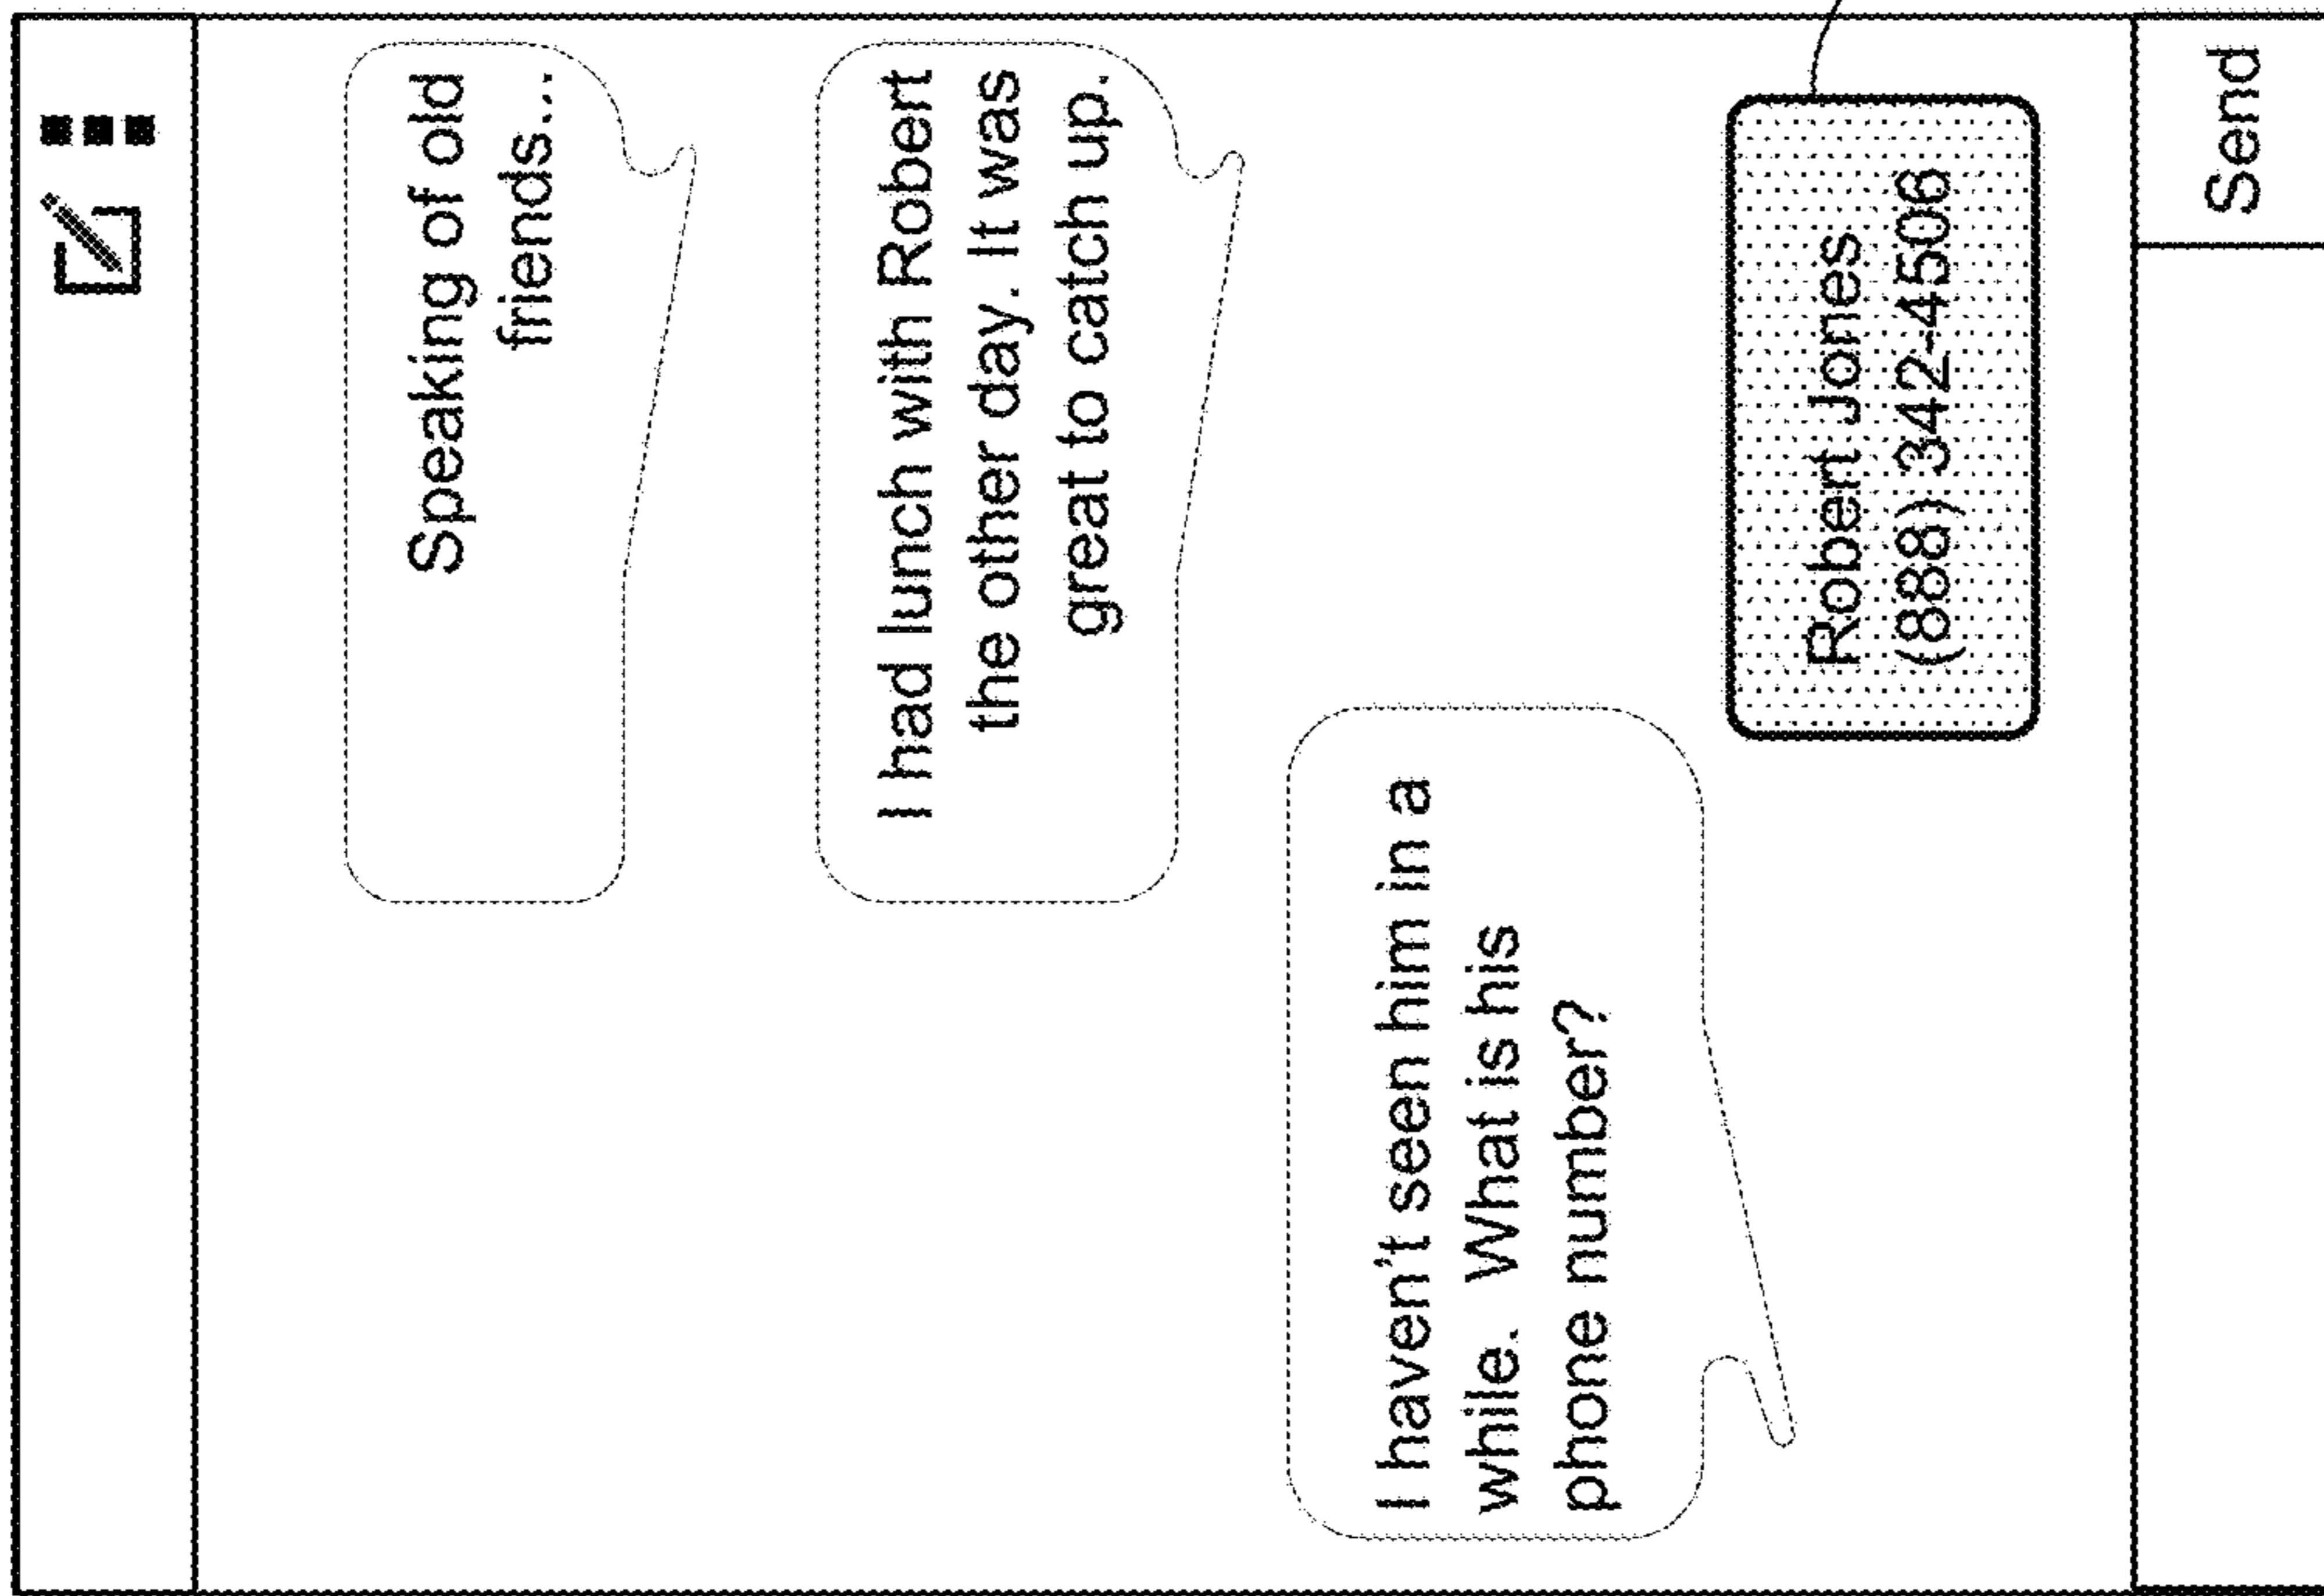 Speaking of old
friends...
I had lunch with Robert
the other day. It was
great to catch up.
I haven't seen him in a
while.  What is his
phone number?
Robert Jones
(888) 342-4506
Send